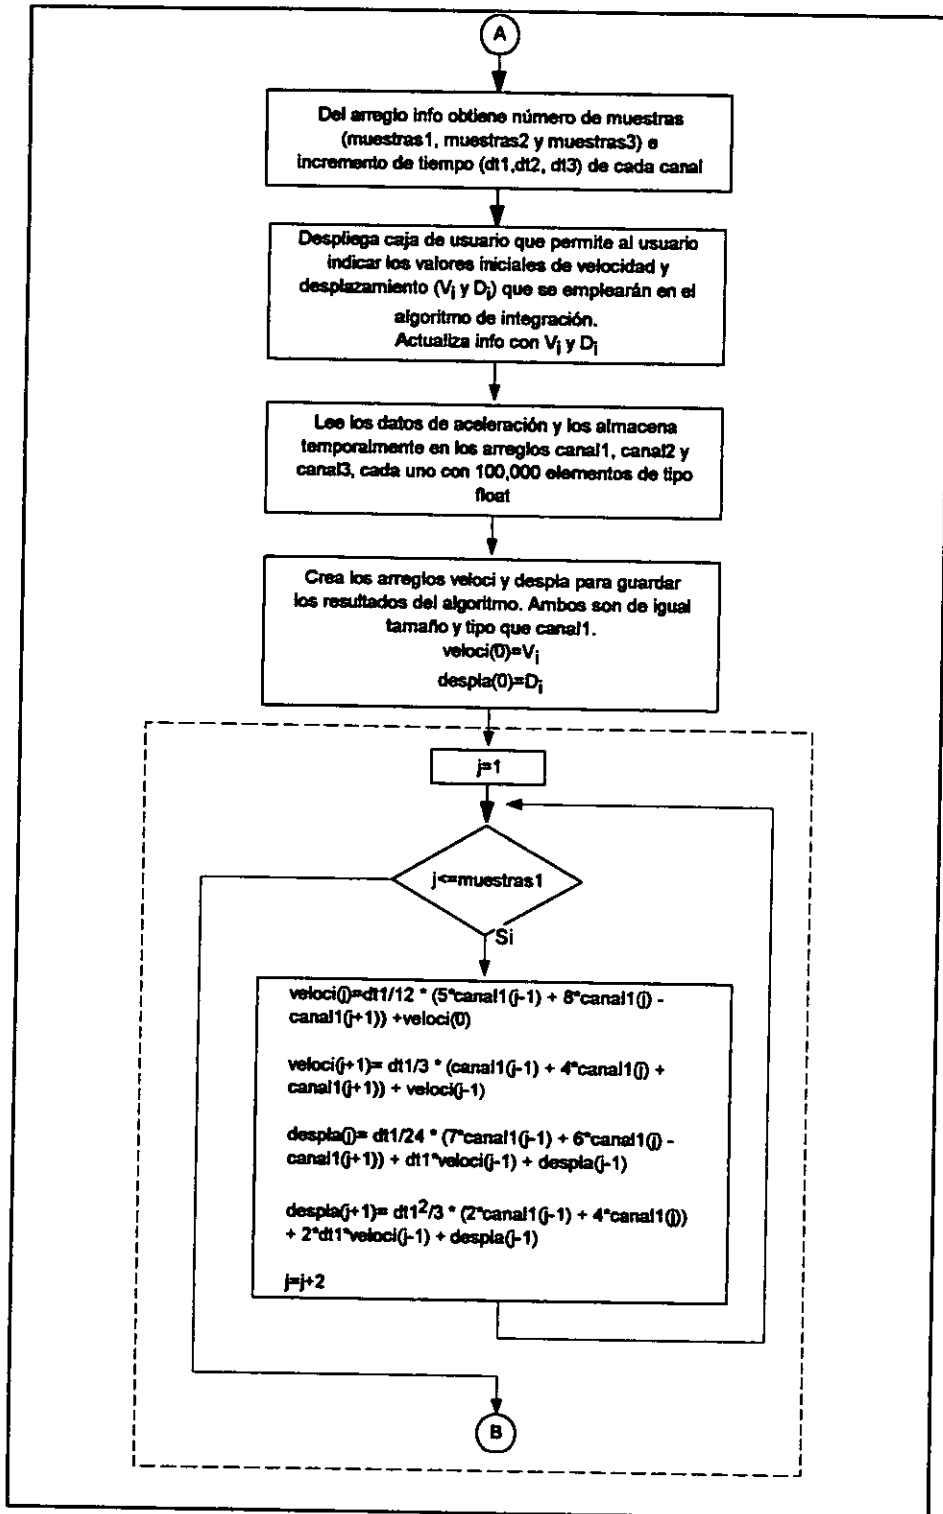 A
Del arreglo info obtiene número de muestras
(muestras1, muestras2 y muestras3) e
incremento de tiempo (dt1,dt2, dt3) de cada canal
Despliega caja de usuario que permite al usuario
indicar los valores iniciales de velocidad y
desplazamiento (Vi y Di) que se emplearán en el
algoritmo de integración.
Actualiza info con Vi y Di
Lee los datos de aceleración y los almacena
temporalmente en los arreglos canal1, canal2 y
canal3, cada uno con 100,000 elementos de tipo
float
Crea los arreglos veloci y despla para guardar
los resultados del algoritmo. Ambos son de igual
tamaño y tipo que canal1.
veloci(0)=Vi
despla(0)=Di
j=1
j<=muestras1
Si
veloci(j)=dt1/12 * (5*canal1(j-1) + 8*canal1(j) -
canal1(j+1)) +veloci(0)
veloci(j+1)= dt1/3 * (canal1(j-1) + 4*canal1(j) +
canal1(j+1)) + veloci(j-1)
despla(j)= dt1/24 * (7*canal1(j-1) + 6*canal1(j) -
canal1(j+1)) + dt1*veloci(j-1) + despla(j-1)
despla(j+1)= dt1²/3 * (2*canal1(j-1) + 4*canal1(j))
+ 2*dt1*veloci(j-1) + despla(j-1)
j=j+2
B